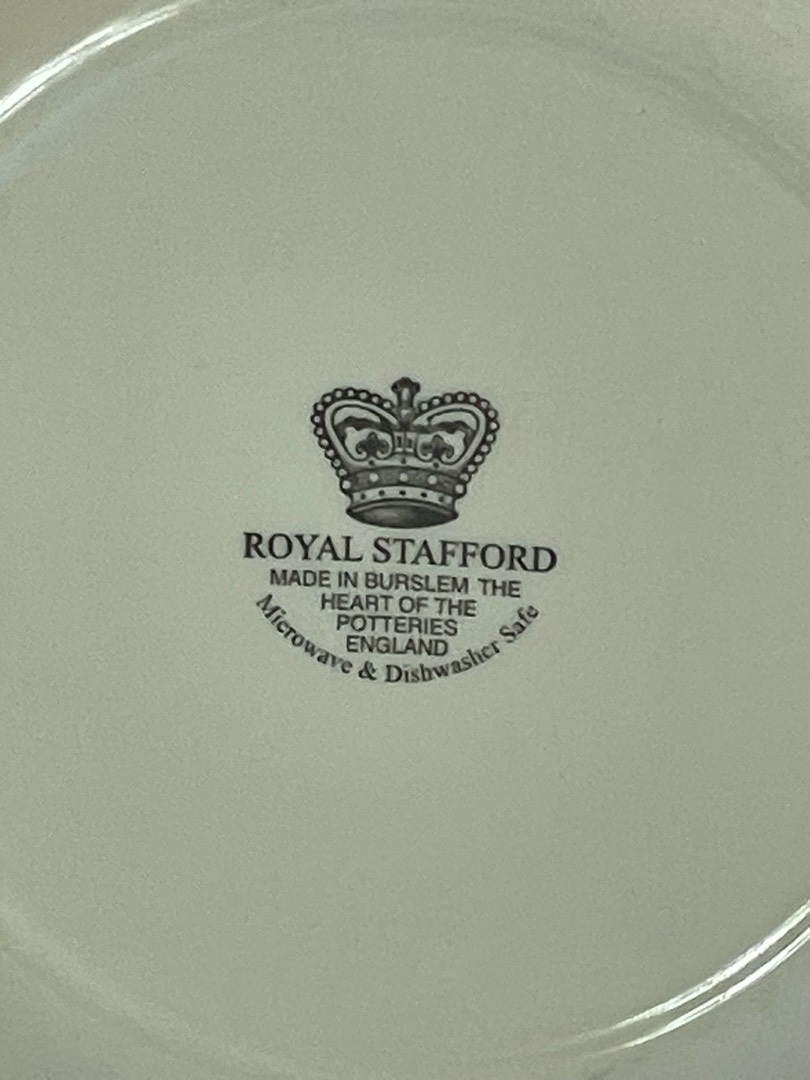 ROYAL STAFFORD
MADE IN BURSLEM THE
HEART OF THE
POTTERIES
ENGLAND
Microwave & Dishwasher Safe